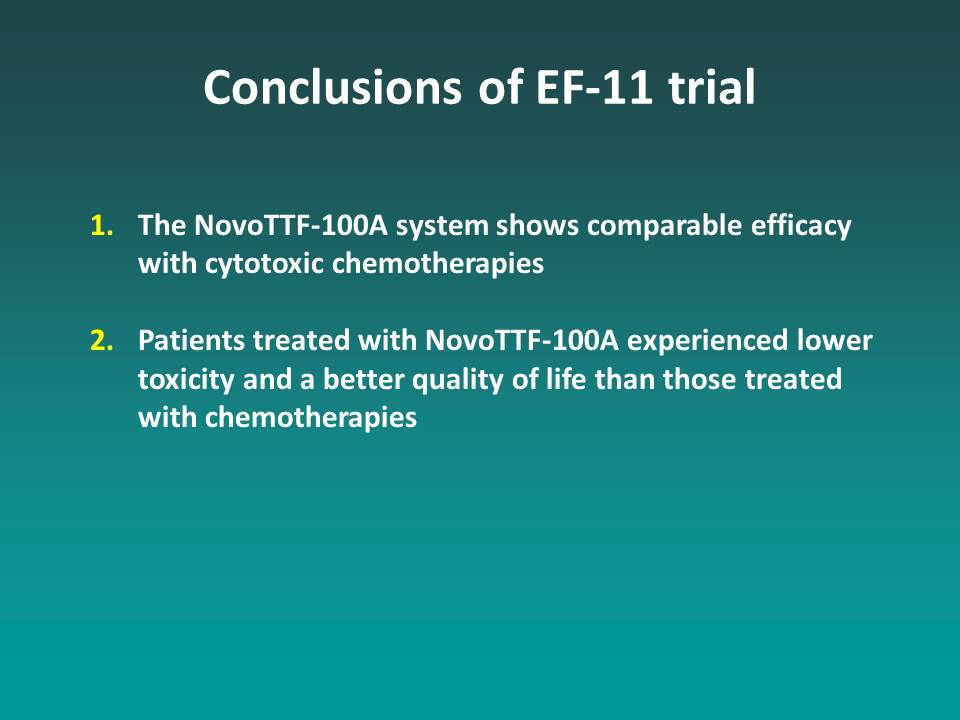 Conclusions of EF-11 trial
1. The NovoTTF-100A system shows comparable efficacy
with cytotoxic chemotherapies
2. Patients treated with NovoTTF-100A experienced lower
toxicity and a better quality of life than those treated
with chemotherapies